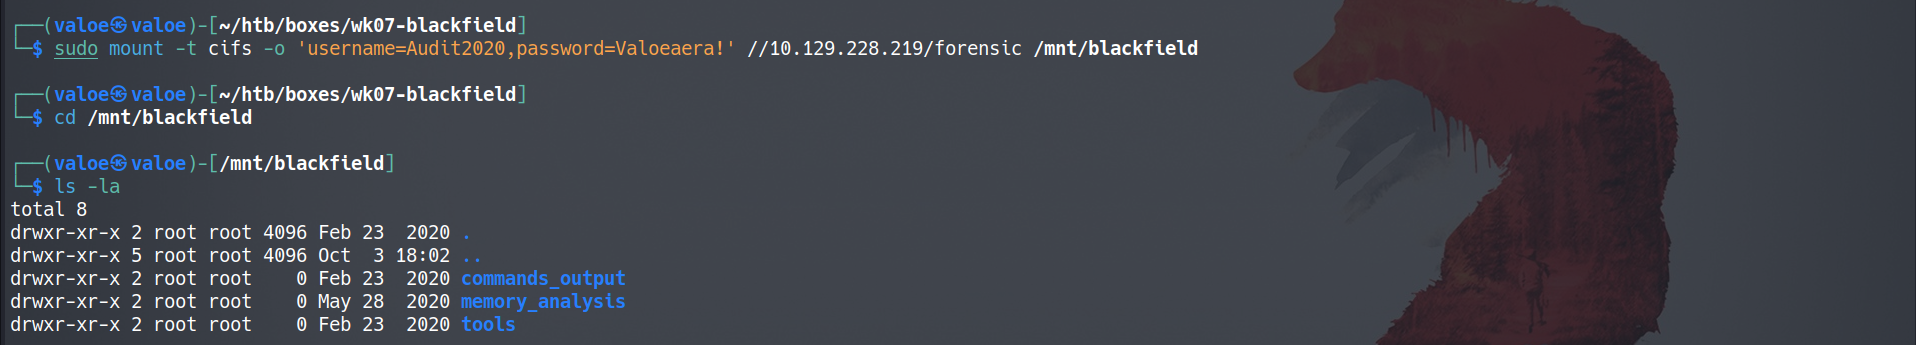 ┌──(valoe㉿valoe)-[~/htb/boxes/wk07-blackfield]
└─$ sudo mount -t cifs -o 'username=Audit2020,password=Valoeaera!' //10.129.228.219/forensic /mnt/blackfield
┌──(valoe㉿valoe)-[~/htb/boxes/wk07-blackfield]
└─$ cd /mnt/blackfield
┌──(valoe㉿valoe)-[/mnt/blackfield]
└─$ ls -la
total 8
drwxr-xr-x 2 root root 4096 Feb 23  2020 .
drwxr-xr-x 5 root root 4096 Oct  3 18:02 ..
drwxr-xr-x 2 root root    0 Feb 23  2020 commands_output
drwxr-xr-x 2 root root    0 May 28  2020 memory_analysis
drwxr-xr-x 2 root root    0 Feb 23  2020 tools